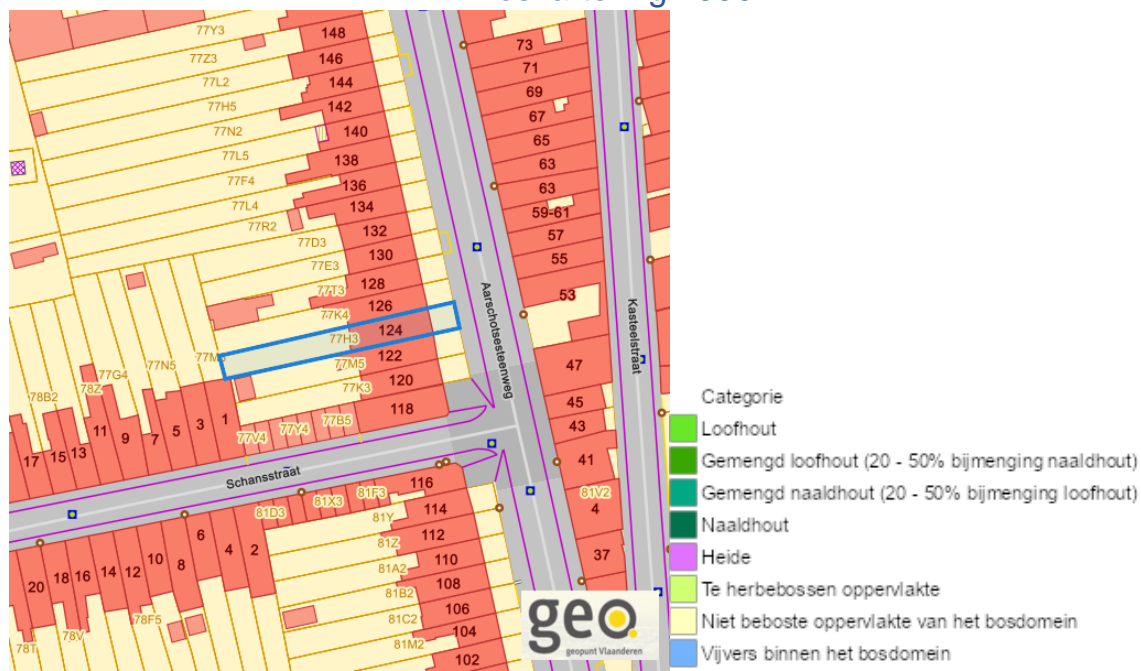 77Y3
148
77Z3
146
77L2
144
77H5
142
77N2
140
77L5
138
77F4
136
77L4
134
77R2
132
77D3
130
77E3
128
77T3
126
77K4
124
77H3
122
77M5
120
77K3
118
77B5
77Y4
77V4
73
71
69
67
65
63
63
59-61
57
55
53
47
45
43
41
81V2
4
37
Aarschotsesteenweg
Kasteelstraat
Schansstraat
78B2
78Z
77G4
77N5
17
15
13
11
9
7
5
3
1
81D3
81X3
81F3
116
81Y
114
81Z
112
81A2
110
81B2
108
106
81C2
104
81M2
102
20
18
16
14
12
10
8
6
4
2
78V
78F5
geo.
geopunt Vlaanderen
Categorie
Loofhout
Gemengd loofhout (20 - 50% bijmenging naaldhout)
Gemengd naaldhout (20 - 50% bijmenging loofhout)
Naaldhout
Heide
Te herbebossen oppervlakte
Niet beboste oppervlakte van het bosdomein
Vijvers binnen het bosdomein